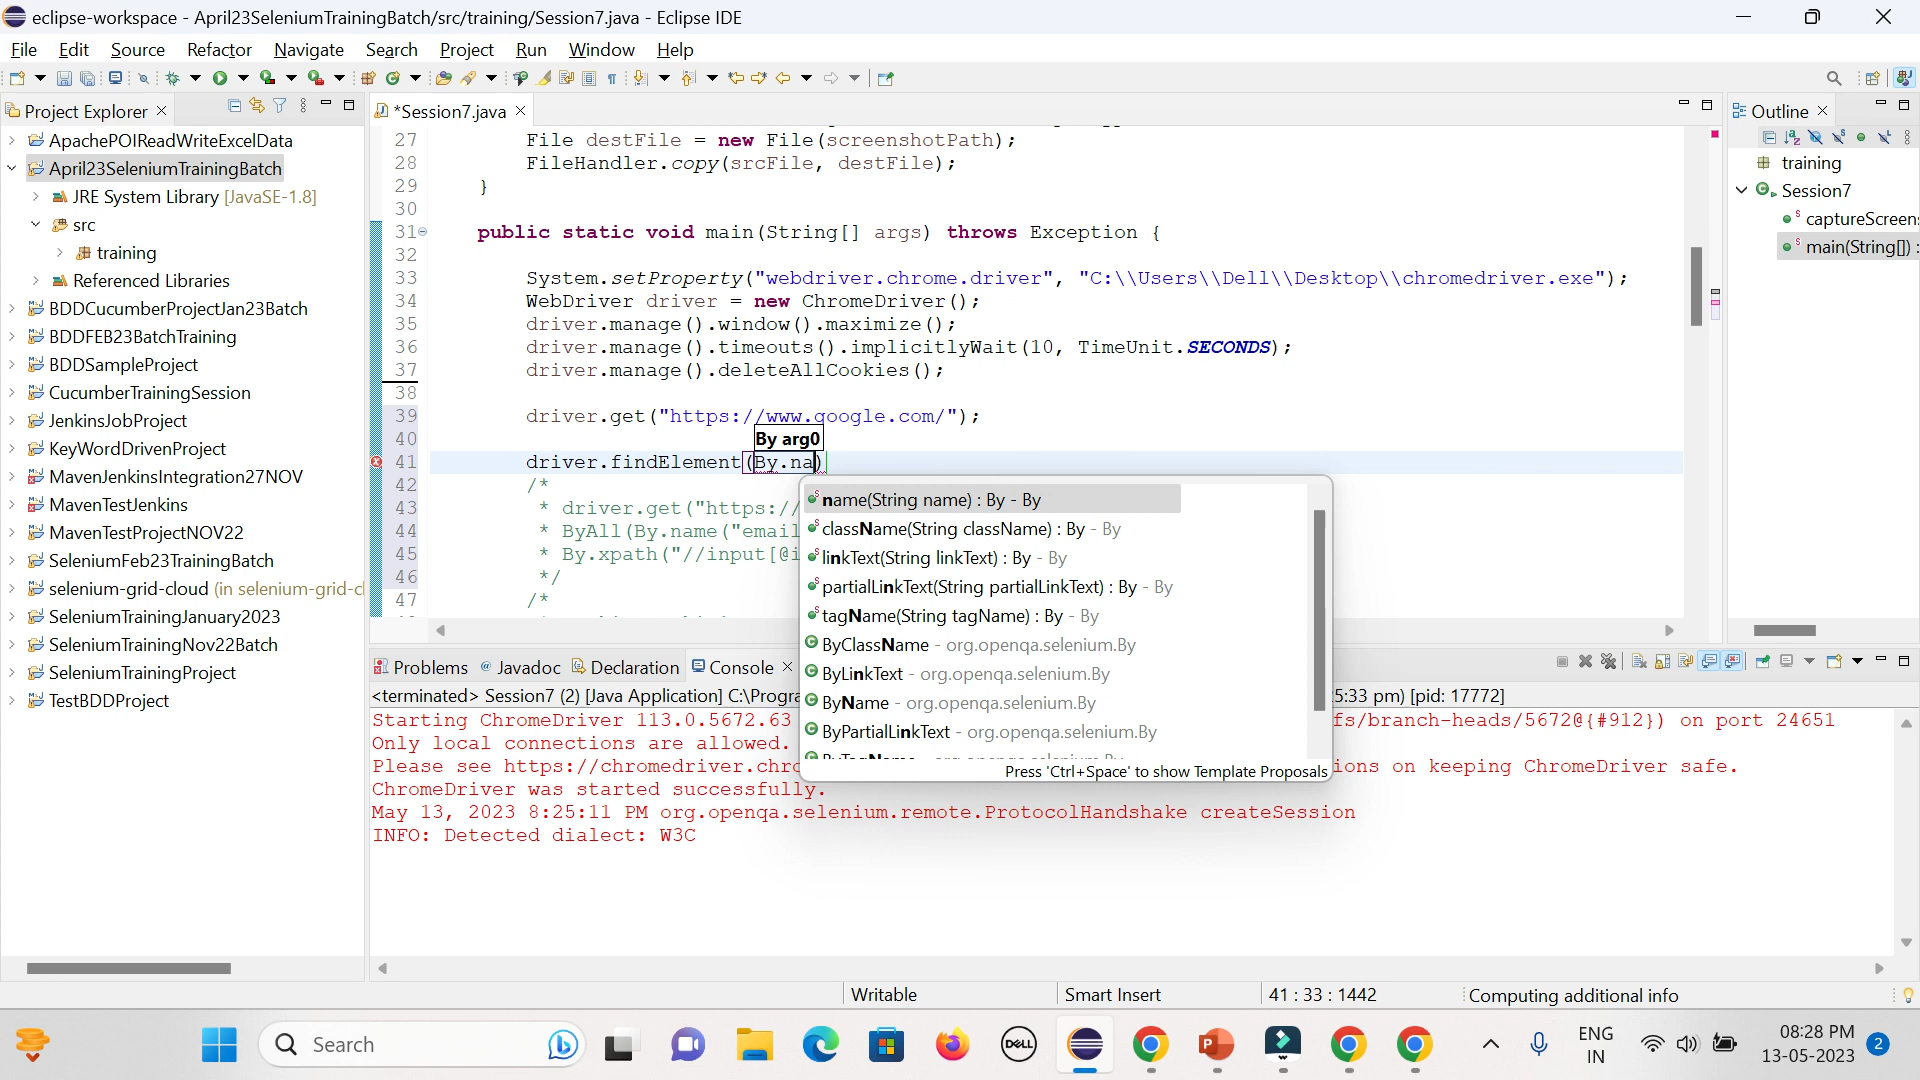 eclipse-workspace - April23SeleniumTrainingBatch/src/training/Session7.java - Eclipse IDE
File Edit Source Refactor Navigate Search Project Run Window Help
Project Explorer
ApachePOIReadWriteExcelData
April23SeleniumTrainingBatch
JRE System Library [JavaSE-1.8]
src
training
Referenced Libraries
BDDCucumberProjectJan23Batch
BDDFEB23BatchTraining
BDDSampleProject
CucumberTrainingSession
JenkinsJobProject
KeyWordDrivenProject
MavenJenkinsIntegration27NOV
MavenTestJenkins
MavenTestProjectNOV22
SeleniumFeb23TrainingBatch
selenium-grid-cloud (in selenium-grid-cl
SeleniumTrainingJanuary2023
SeleniumTrainingNov22Batch
SeleniumTrainingProject
TestBDDProject
*Session7.java
27 File destFile = new File(screenshotPath);
28 FileHandler.copy(srcFile, destFile);
29 }
30
31 public static void main(String[] args) throws Exception {
32
33 System.setProperty("webdriver.chrome.driver", "C:\\Users\\Dell\\Desktop\\chromedriver.exe");
34 WebDriver driver = new ChromeDriver();
35 driver.manage().window().maximize();
36 driver.manage().timeouts().implicitlyWait(10, TimeUnit.SECONDS);
37 driver.manage().deleteAllCookies();
38
39 driver.get("https://www.google.com/");
40
By arg0
41 driver.findElement(By.na)
42 /*
43 * driver.get("https://
44 * ByAll(By.name("email
45 * By.xpath("//input[@i
46 */
47 /*
name(String name) : By - By
className(String className) : By - By
linkText(String linkText) : By - By
partialLinkText(String partialLinkText) : By - By
tagName(String tagName) : By - By
ByClassName - org.openqa.selenium.By
ByLinkText - org.openqa.selenium.By
ByName - org.openqa.selenium.By
ByPartialLinkText - org.openqa.selenium.By
Press 'Ctrl+Space' to show Template Proposals
Outline
training
Session7
captureScreens
main(String[]) :
Problems Javadoc Declaration Console
<terminated> Session7 (2) [Java Application] C:\Progra 5:33 pm) [pid: 17772]
Starting ChromeDriver 113.0.5672.63 fs/branch-heads/5672@{#912}) on port 24651
Only local connections are allowed.
Please see https://chromedriver.chro ions on keeping ChromeDriver safe.
ChromeDriver was started successfully.
May 13, 2023 8:25:11 PM org.openqa.selenium.remote.ProtocolHandshake createSession
INFO: Detected dialect: W3C
Writable Smart Insert 41 : 33 : 1442 Computing additional info
Search DELL ENG IN 08:28 PM 13-05-2023 2